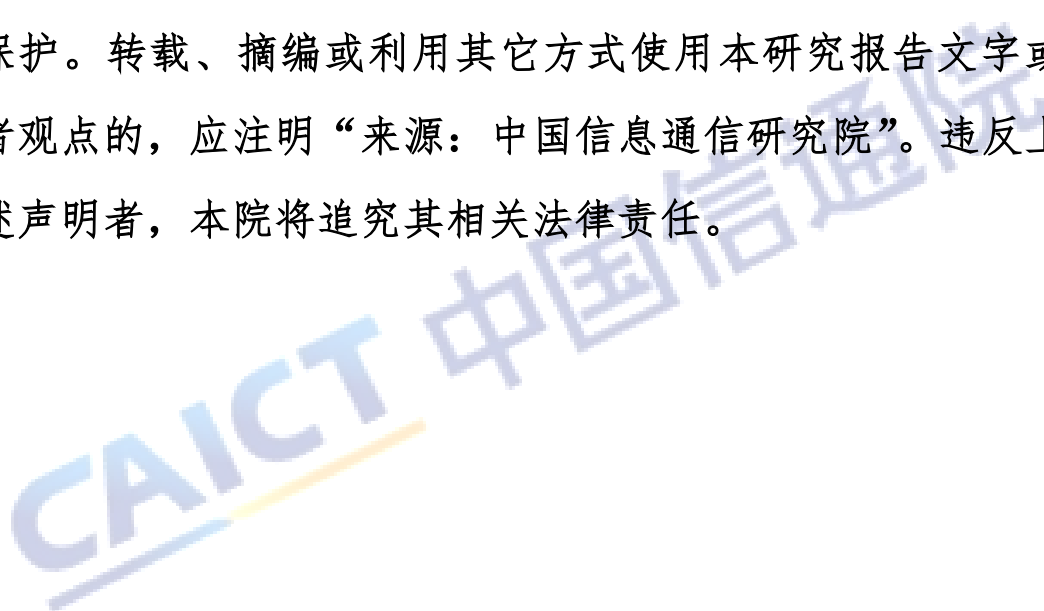 保护。转载、摘编或利用其它方式使用本研究报告文字或
者观点的，应注明“来源：中国信息通信研究院”。违反上
述声明者，本院将追究其相关法律责任。
CAICT 中国信通院